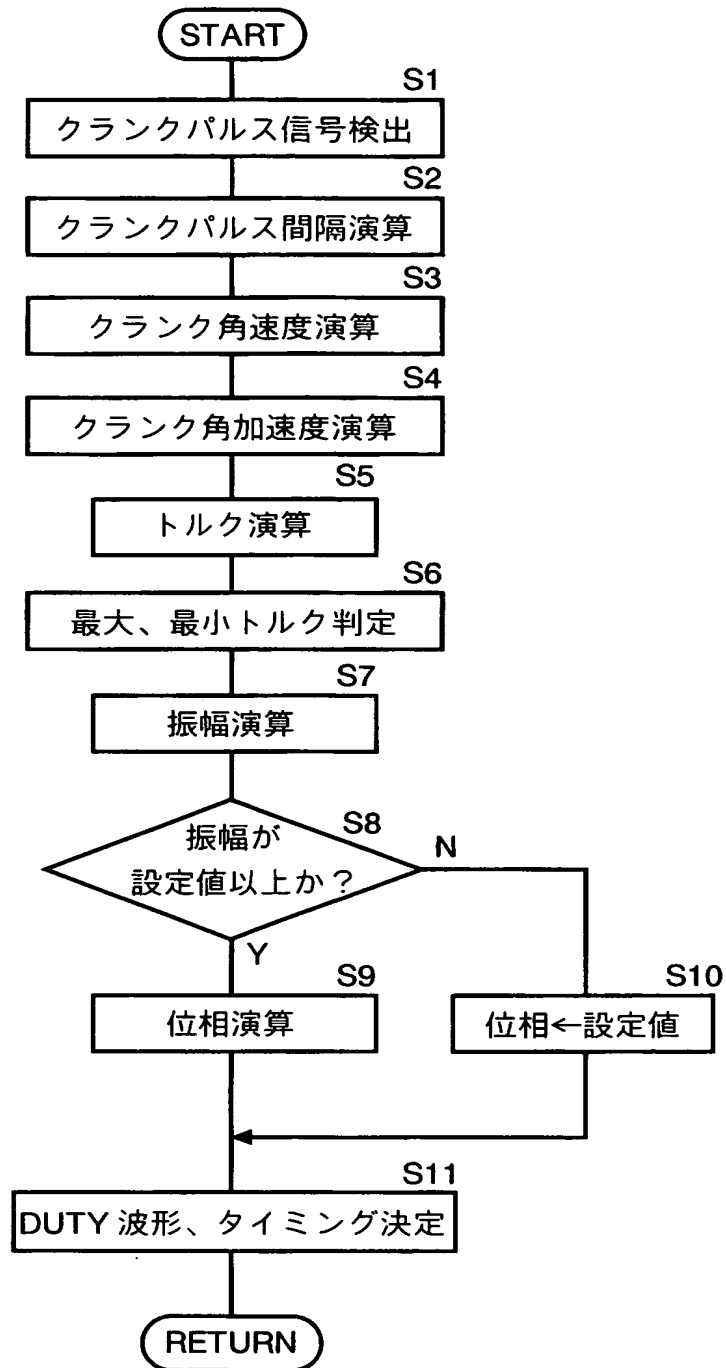 START
S1
クランクパルス信号検出
S2
クランクパルス間隔演算
S3
クランク角速度演算
S4
クランク角加速度演算
S5
トルク演算
S6
最大、最小トルク判定
S7
振幅演算
S8
振幅が
設定値以上か？
N
Y
S9
位相演算
S10
位相←設定値
S11
DUTY 波形、タイミング決定
RETURN